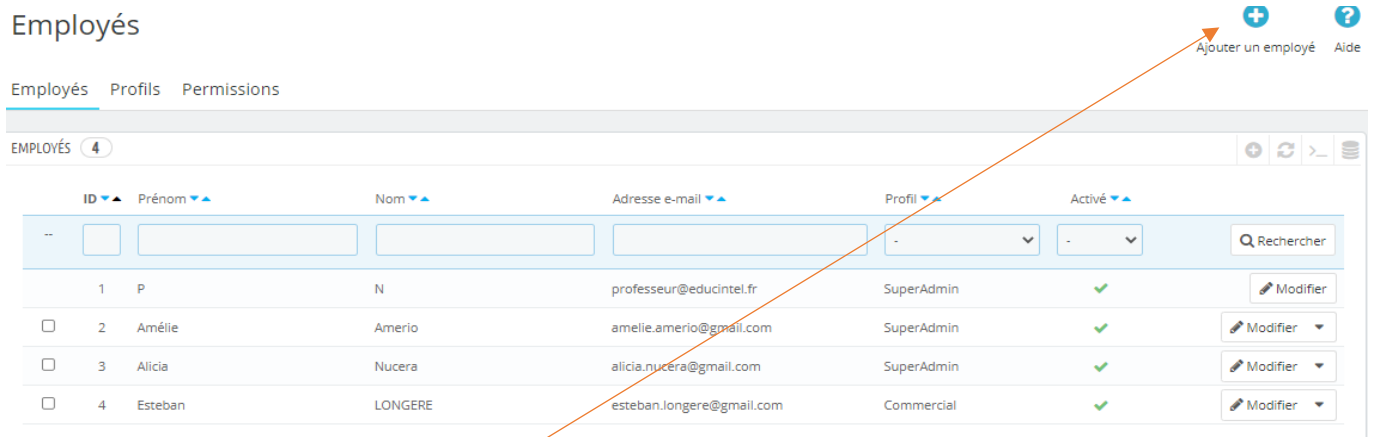 Employés
Ajouter un employé Aide
Employés Profils Permissions
EMPLOYÉS 4
ID Prénom Nom Adresse e-mail Profil Activé
-- - - Rechercher
1 P N professeur@educintel.fr SuperAdmin Modifier
2 Amélie Amerio amelie.amerio@gmail.com SuperAdmin Modifier
3 Alicia Nucera alicia.nucera@gmail.com SuperAdmin Modifier
4 Esteban LONGERE esteban.longere@gmail.com Commercial Modifier